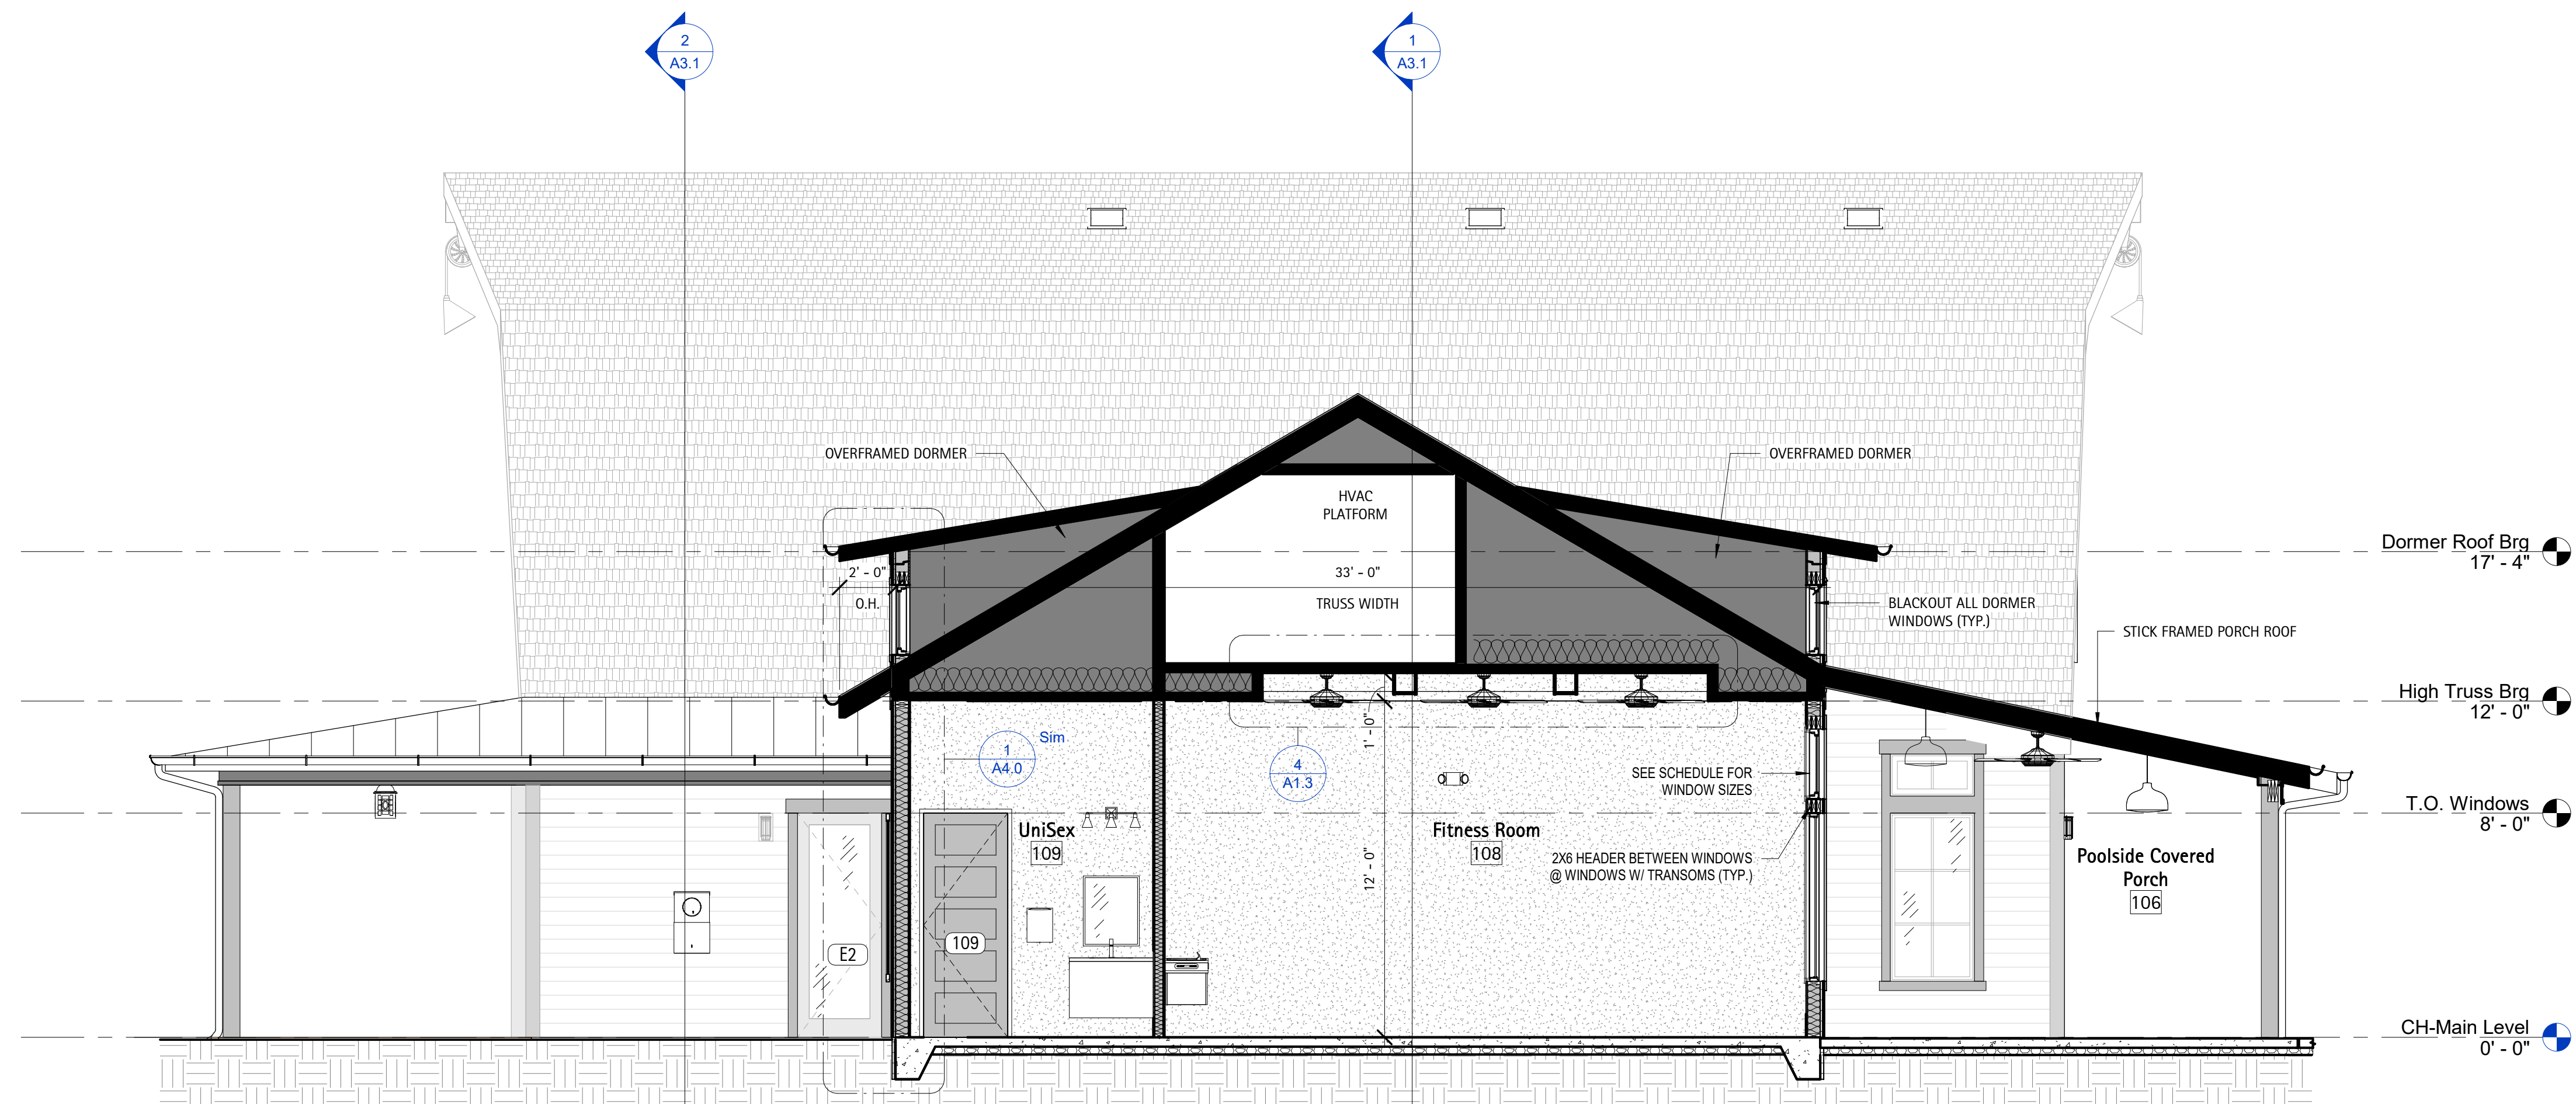 2
A3.1
1
A3.1
OVERFRAMED DORMER
OVERFRAMED DORMER
HVAC
PLATFORM
Dormer Roof Brg
17' - 4"
2' - 0"
O.H.
33' - 0"
TRUSS WIDTH
BLACKOUT ALL DORMER
WINDOWS (TYP.)
STICK FRAMED PORCH ROOF
High Truss Brg
12' - 0"
1' - 0"
1
A4.0
Sim
4
A1.3
SEE SCHEDULE FOR
WINDOW SIZES
T.O. Windows
8' - 0"
UniSex
109
Fitness Room
108
12' - 0"
2X6 HEADER BETWEEN WINDOWS
@ WINDOWS W/ TRANSOMS (TYP.)
Poolside Covered
Porch
106
E2
109
CH-Main Level
0' - 0"